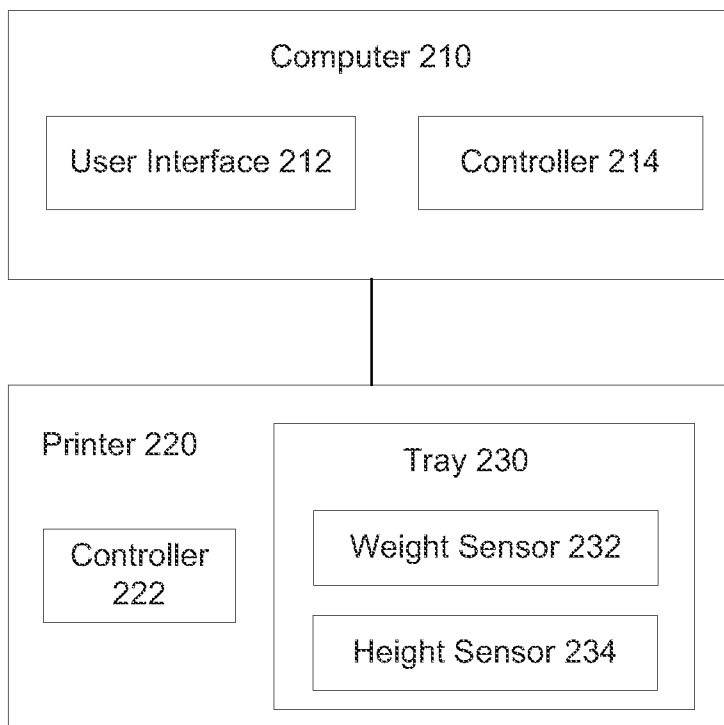 Computer 210
User Interface 212
Controller 214
Printer 220
Tray 230
Controller
222
Weight Sensor 232
Height Sensor 234